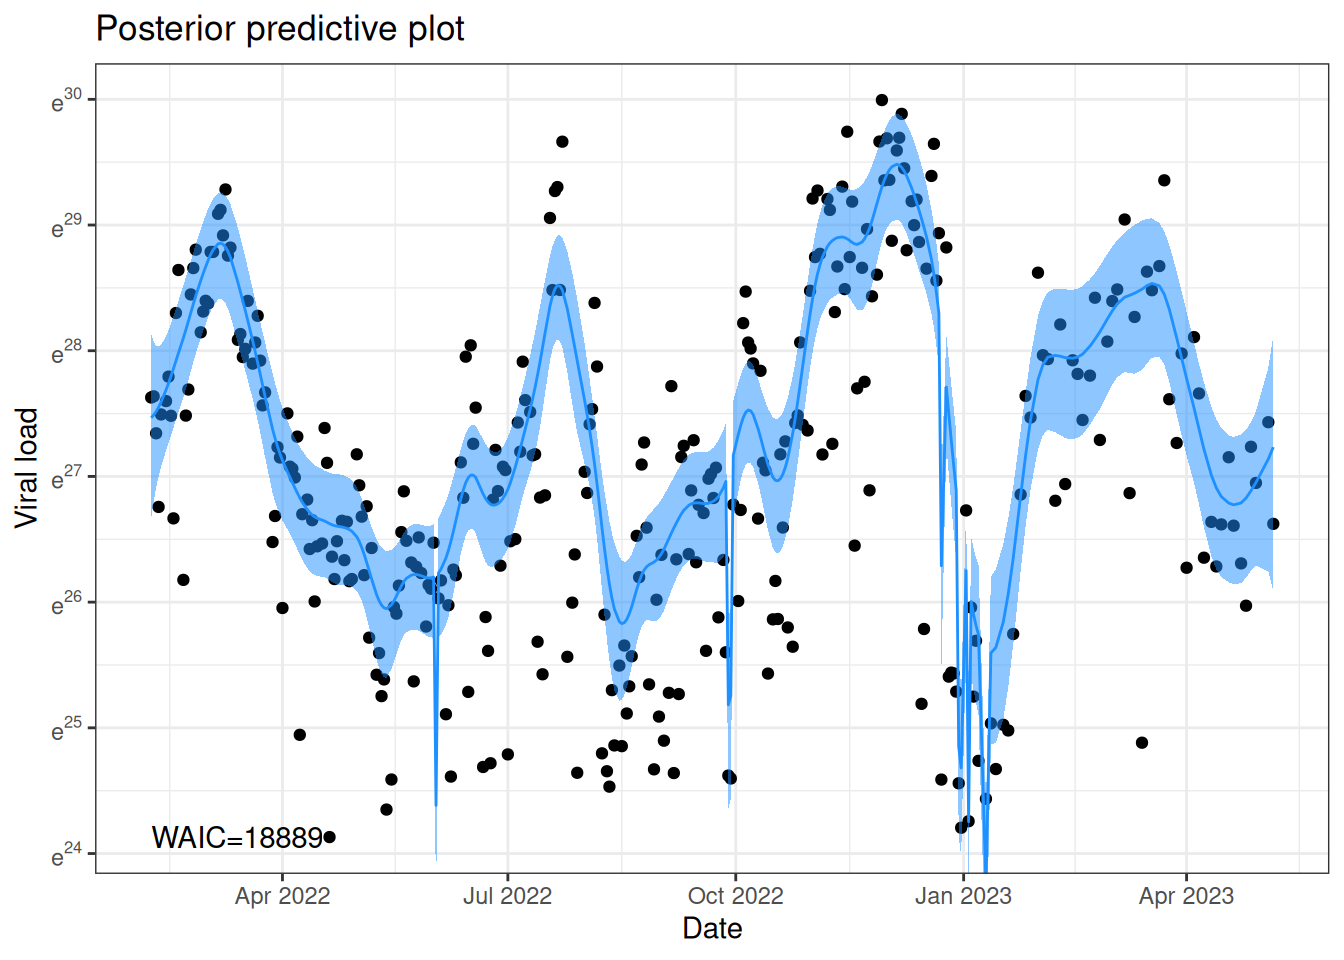 Posterior predictive plot
Viral load
e30
e29
e28
e27
e26
e25
e24
WAIC=18889
Apr 2022
Jul 2022
Oct 2022
Jan 2023
Apr 2023
Date